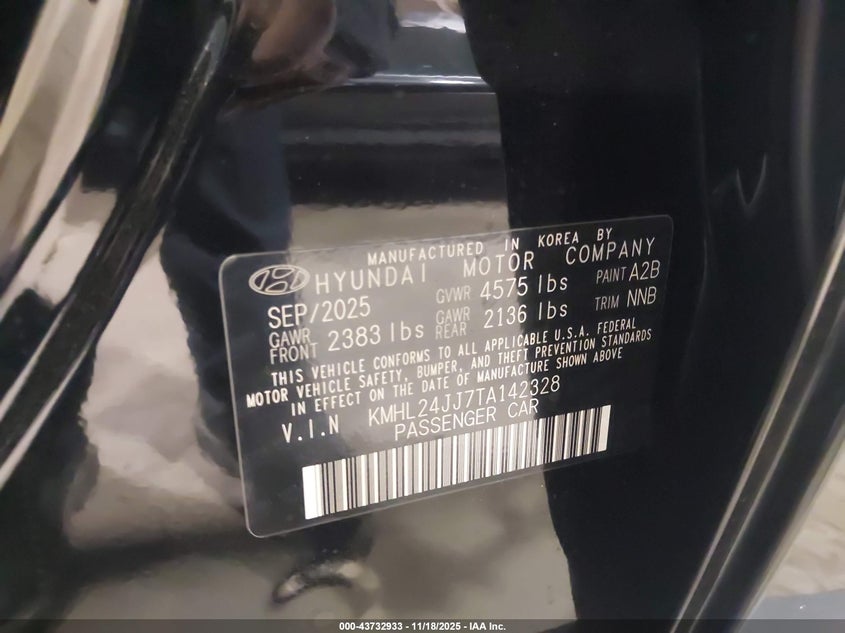 MANUFACTURED IN KOREA BY
HYUNDAI MOTOR COMPANY
SEP/2025 GVWR 4575 lbs PAINT A2B
GAWR FRONT 2383 lbs GAWR REAR 2136 lbs TRIM NNB
THIS VEHICLE CONFORMS TO ALL APPLICABLE U.S.A. FEDERAL
MOTOR VEHICLE SAFETY, BUMPER, AND THEFT PREVENTION STANDARDS
IN EFFECT ON THE DATE OF MANUFACTURE SHOWN ABOVE
V.I.N KMHL24JJ7TA142328
PASSENGER CAR
000-43732933 - 11/18/2025 - IAA Inc.